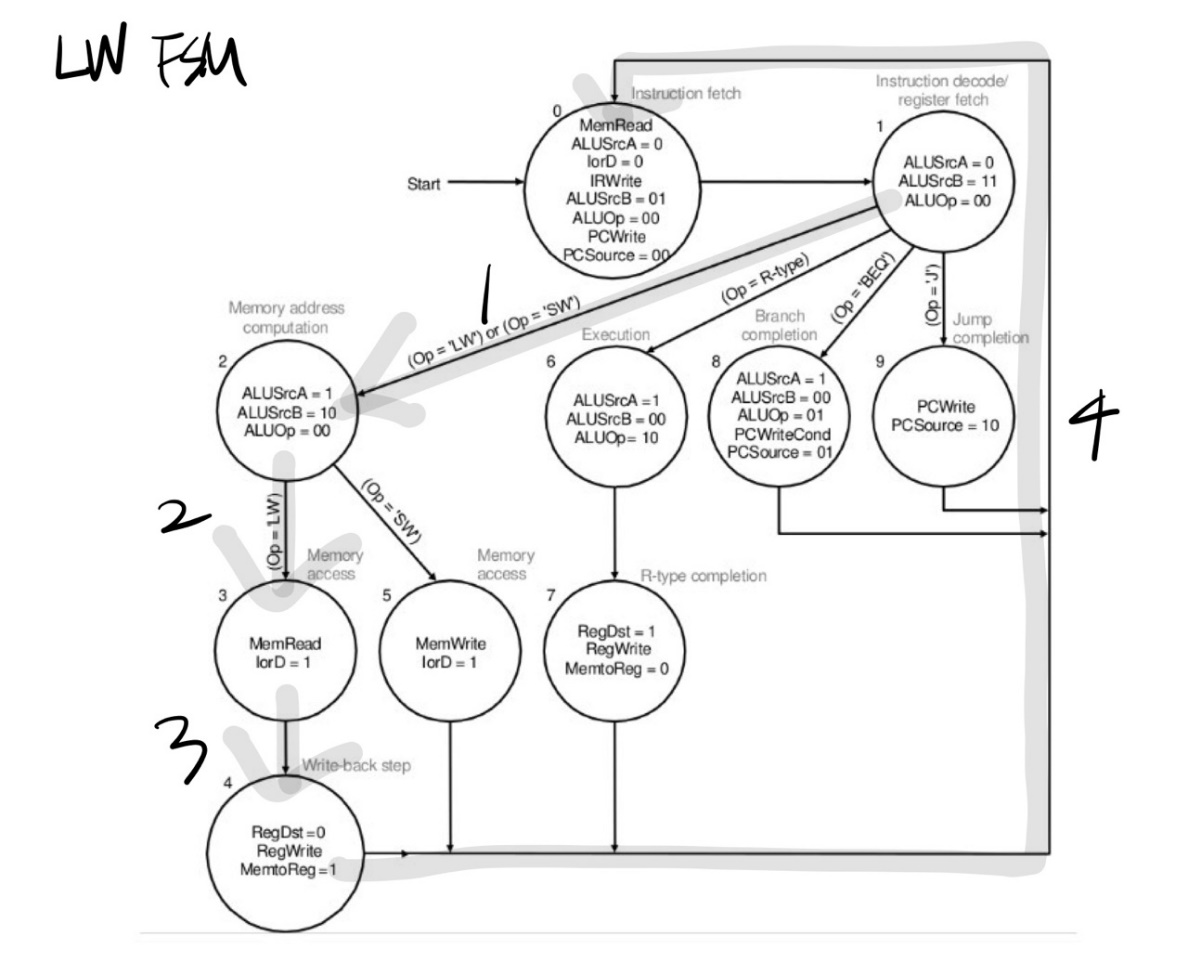 LW FSM
Instruction fetch
Instruction decode/
register fetch
0
MemRead
ALUSrcA = 0
IorD = 0
IRWrite
ALUSrcB = 01
ALUOp = 00
PCWrite
PCSource = 00
Start
1
ALUSrcA = 0
ALUSrcB = 11
ALUOp = 00
1
(Op = 'LW') or (Op = 'SW')
(Op = R-type)
(Op = 'BEQ')
(Op = 'J')
Memory address
computation
2
ALUSrcA = 1
ALUSrcB = 10
ALUOp = 00
Execution
6
ALUSrcA =1
ALUSrcB = 00
ALUOp= 10
Branch
completion
8
ALUSrcA = 1
ALUSrcB = 00
ALUOp = 01
PCWriteCond
PCSource = 01
Jump
completion
9
PCWrite
PCSource = 10
4
2
(Op = 'LW')
(Op = 'SW')
Memory
access
3
MemRead
IorD = 1
Memory
access
5
MemWrite
IorD = 1
R-type completion
7
RegDst = 1
RegWrite
MemtoReg = 0
3
Write-back step
4
RegDst=0
RegWrite
MemtoReg=1